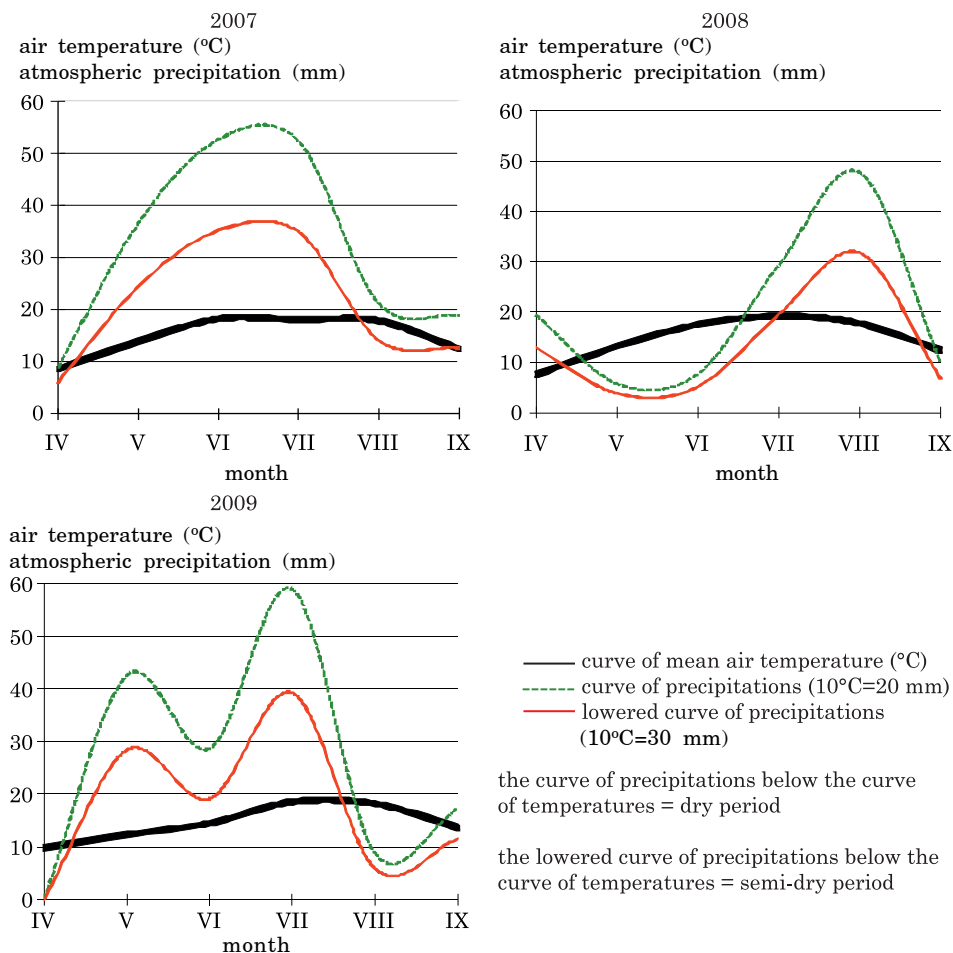 2007
air temperature (ºC)
atmospheric precipitation (mm)
60
50
40
30
20
10
0
IV V VI VII VIII IX
month
2008
air temperature (ºC)
atmospheric precipitation (mm)
60
50
40
30
20
10
0
IV V VI VII VIII IX
month
2009
air temperature (ºC)
atmospheric precipitation (mm)
60
50
40
30
20
10
0
IV V VI VII VIII IX
month
curve of mean air temperature (°C)
curve of precipitations (10°C=20 mm)
lowered curve of precipitations
(10ºC=30 mm)
the curve of precipitations below the curve
of temperatures = dry period
the lowered curve of precipitations below the
curve of temperatures = semi-dry period